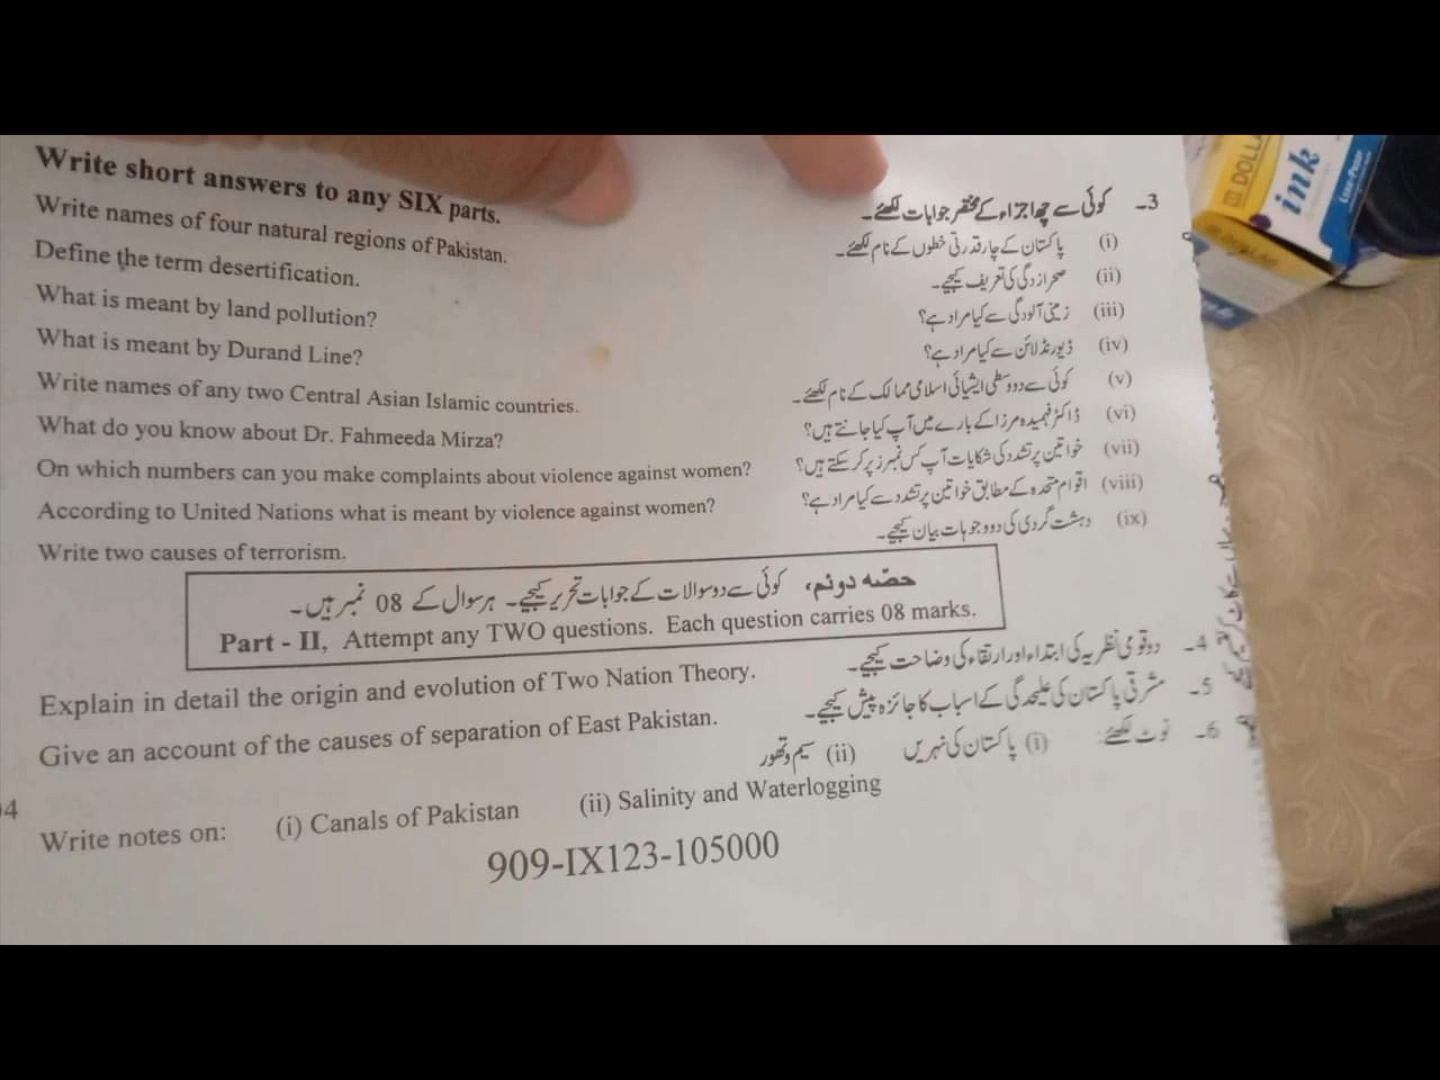 Write short answers to any SIX parts.
3۔ کوئی سے چھ اجزاء کے مختصر جوابات لکھئے۔
Write names of four natural regions of Pakistan.
(i) پاکستان کے چار قدرتی خطوں کے نام لکھئے۔
Define the term desertification.
(ii) صحرازدگی کی تعریف کیجیے۔
What is meant by land pollution?
(iii) زمینی آلودگی سے کیا مراد ہے؟
What is meant by Durand Line?
(iv) ڈیورنڈ لائن سے کیا مراد ہے؟
Write names of any two Central Asian Islamic countries.
(v) کوئی سے دو وسطی ایشیائی اسلامی ممالک کے نام لکھئے۔
What do you know about Dr. Fahmeeda Mirza?
(vi) ڈاکٹر فہمیدہ مرزا کے بارے میں آپ کیا جانتے ہیں؟
On which numbers can you make complaints about violence against women?
(vii) خواتین پر تشدد کی شکایات آپ کس نمبرز پر کر سکتے ہیں؟
According to United Nations what is meant by violence against women?
(viii) اقوام متحدہ کے مطابق خواتین پر تشدد سے کیا مراد ہے؟
Write two causes of terrorism.
(ix) دہشت گردی کی دو وجوہات بیان کیجیے۔
حصّہ دوئم، کوئی سے دو سوالات کے جوابات تحریر کیجیے۔ ہر سوال کے 08 نمبر ہیں۔
Part - II, Attempt any TWO questions. Each question carries 08 marks.
4۔ دو قومی نظریہ کی ابتداء اور ارتقاء کی وضاحت کیجیے۔
Explain in detail the origin and evolution of Two Nation Theory.
5۔ مشرقی پاکستان کی علیحدگی کے اسباب کا جائزہ پیش کیجیے۔
Give an account of the causes of separation of East Pakistan.
6۔ نوٹ لکھئے: (i) پاکستان کی نہریں (ii) سیم و تھور
Write notes on: (i) Canals of Pakistan (ii) Salinity and Waterlogging
909-IX123-105000
DOLLA
ink